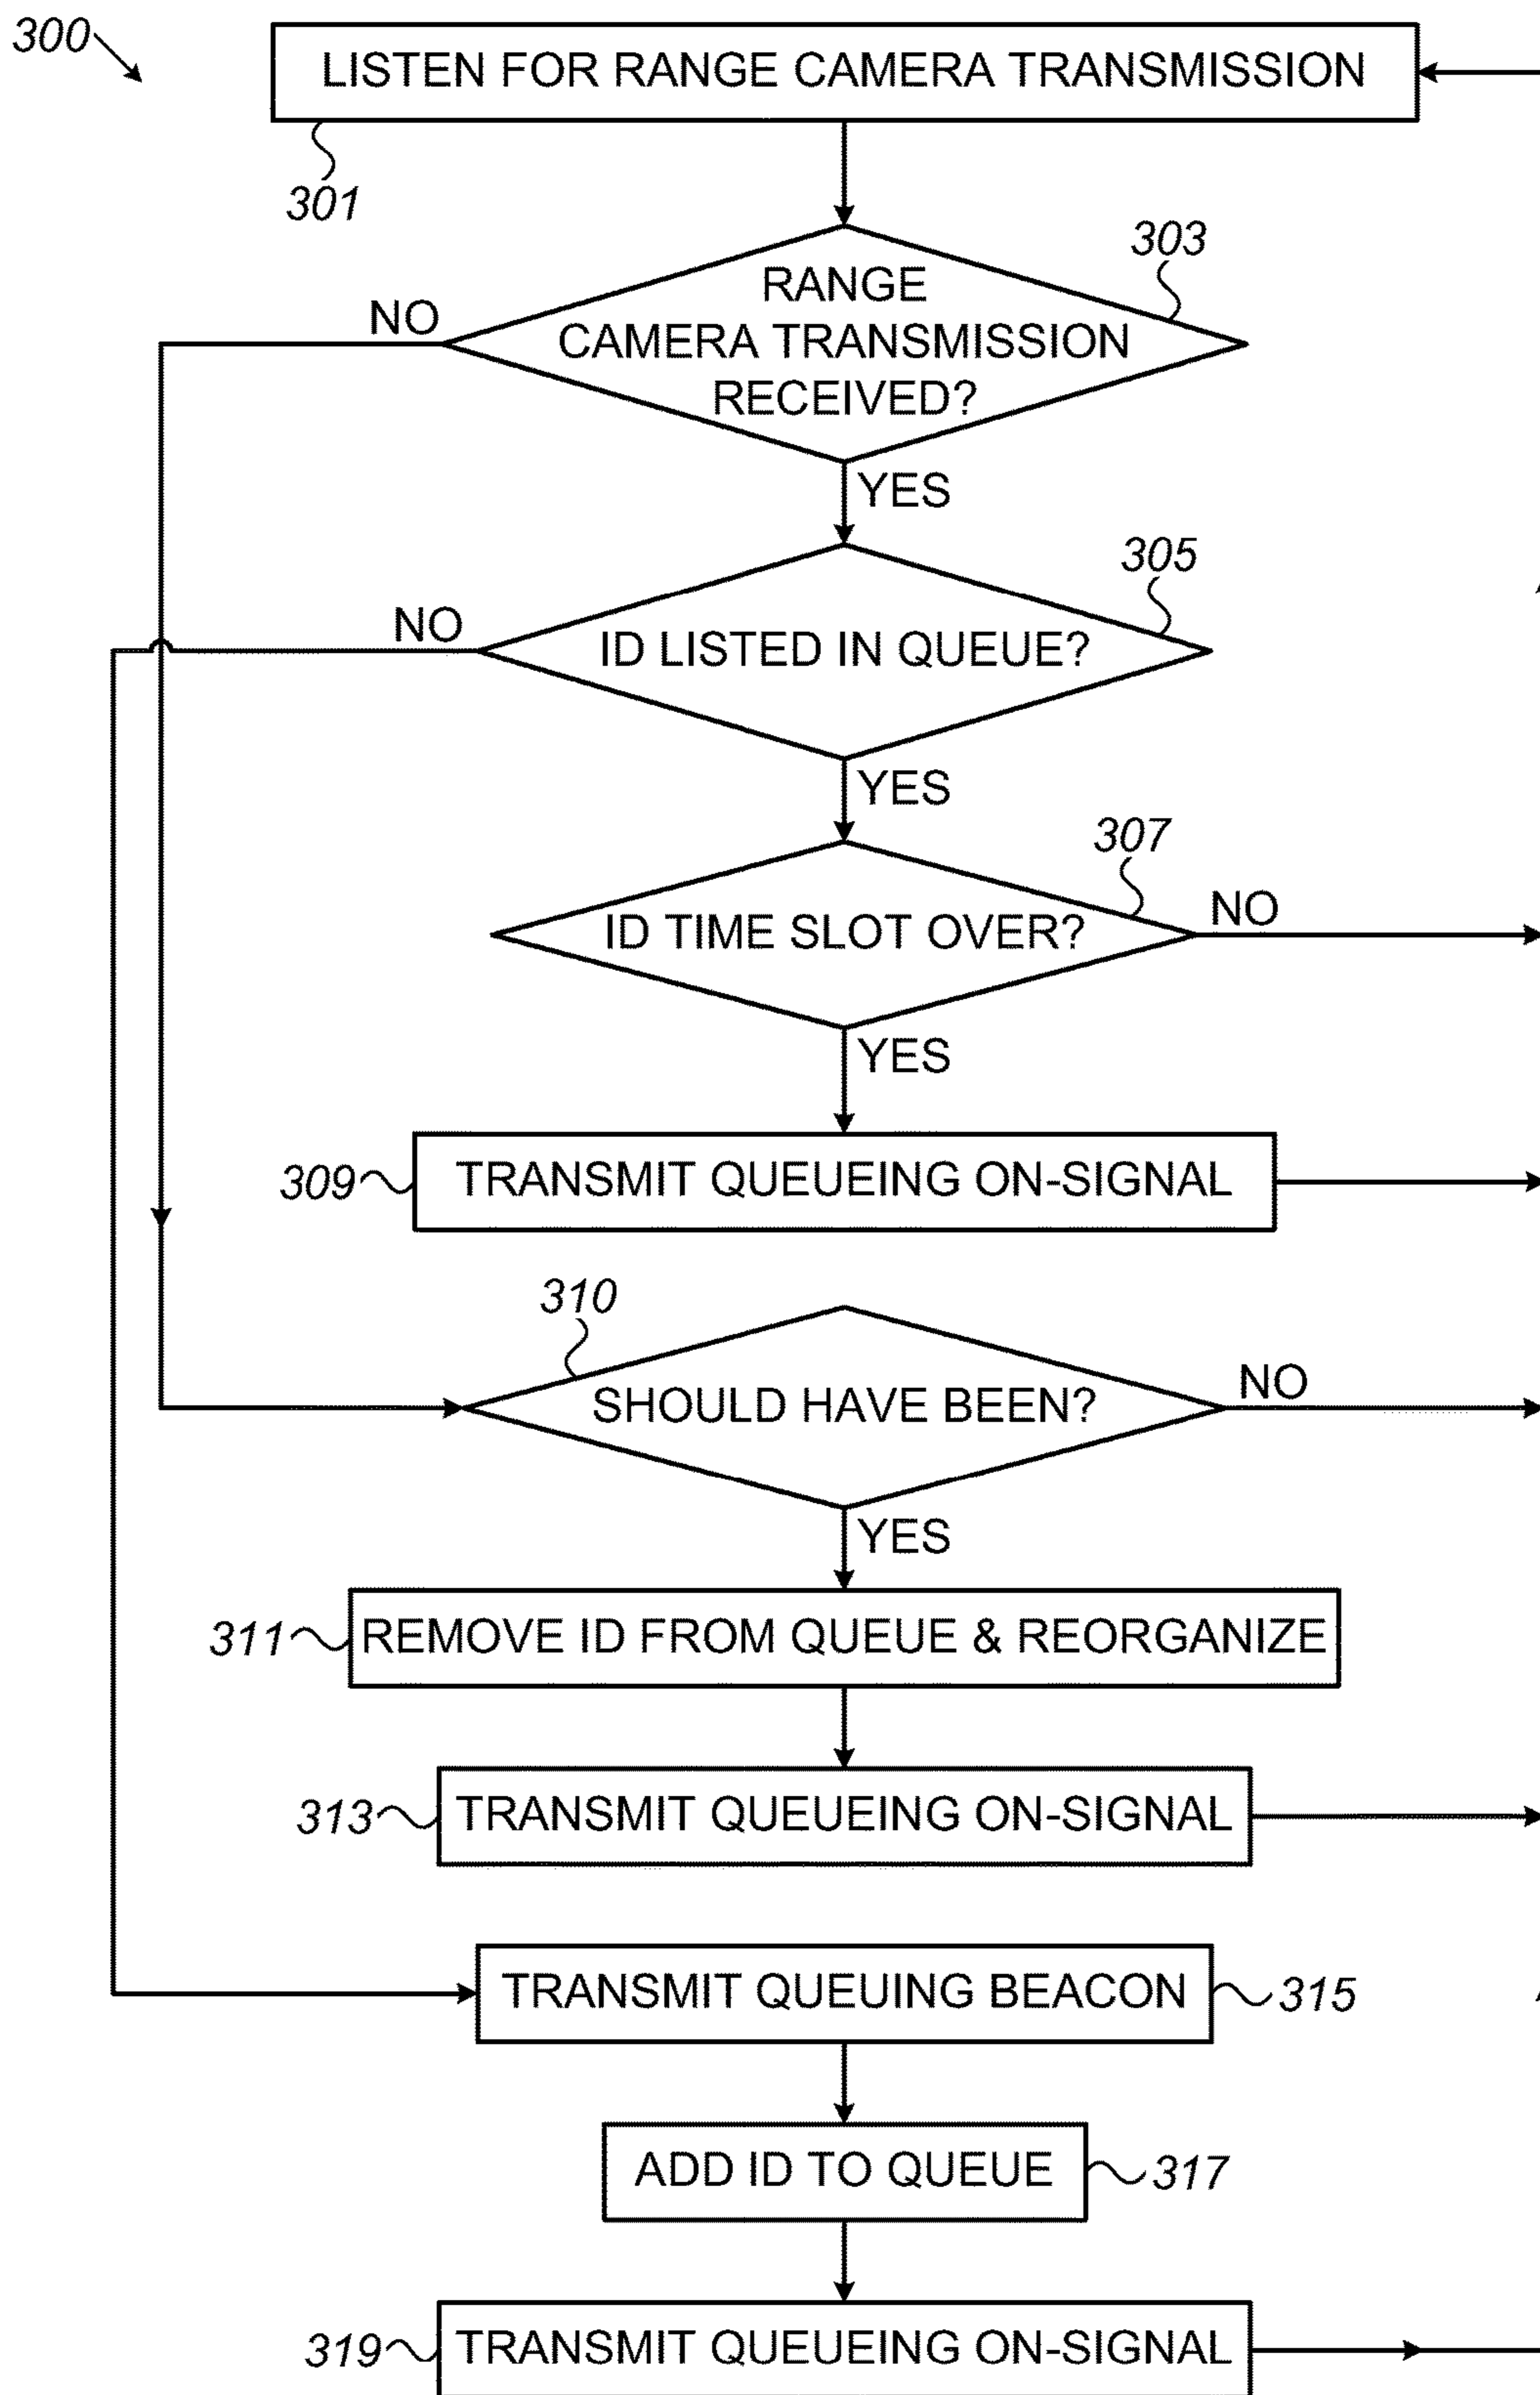 300
LISTEN FOR RANGE CAMERA TRANSMISSION
301
303
RANGE
CAMERA TRANSMISSION
RECEIVED?
NO
YES
305
NO
ID LISTED IN QUEUE?
YES
307
ID TIME SLOT OVER?
NO
YES
309
TRANSMIT QUEUEING ON-SIGNAL
310
SHOULD HAVE BEEN?
NO
YES
311
REMOVE ID FROM QUEUE & REORGANIZE
313
TRANSMIT QUEUEING ON-SIGNAL
TRANSMIT QUEUING BEACON
315
ADD ID TO QUEUE
317
319
TRANSMIT QUEUEING ON-SIGNAL